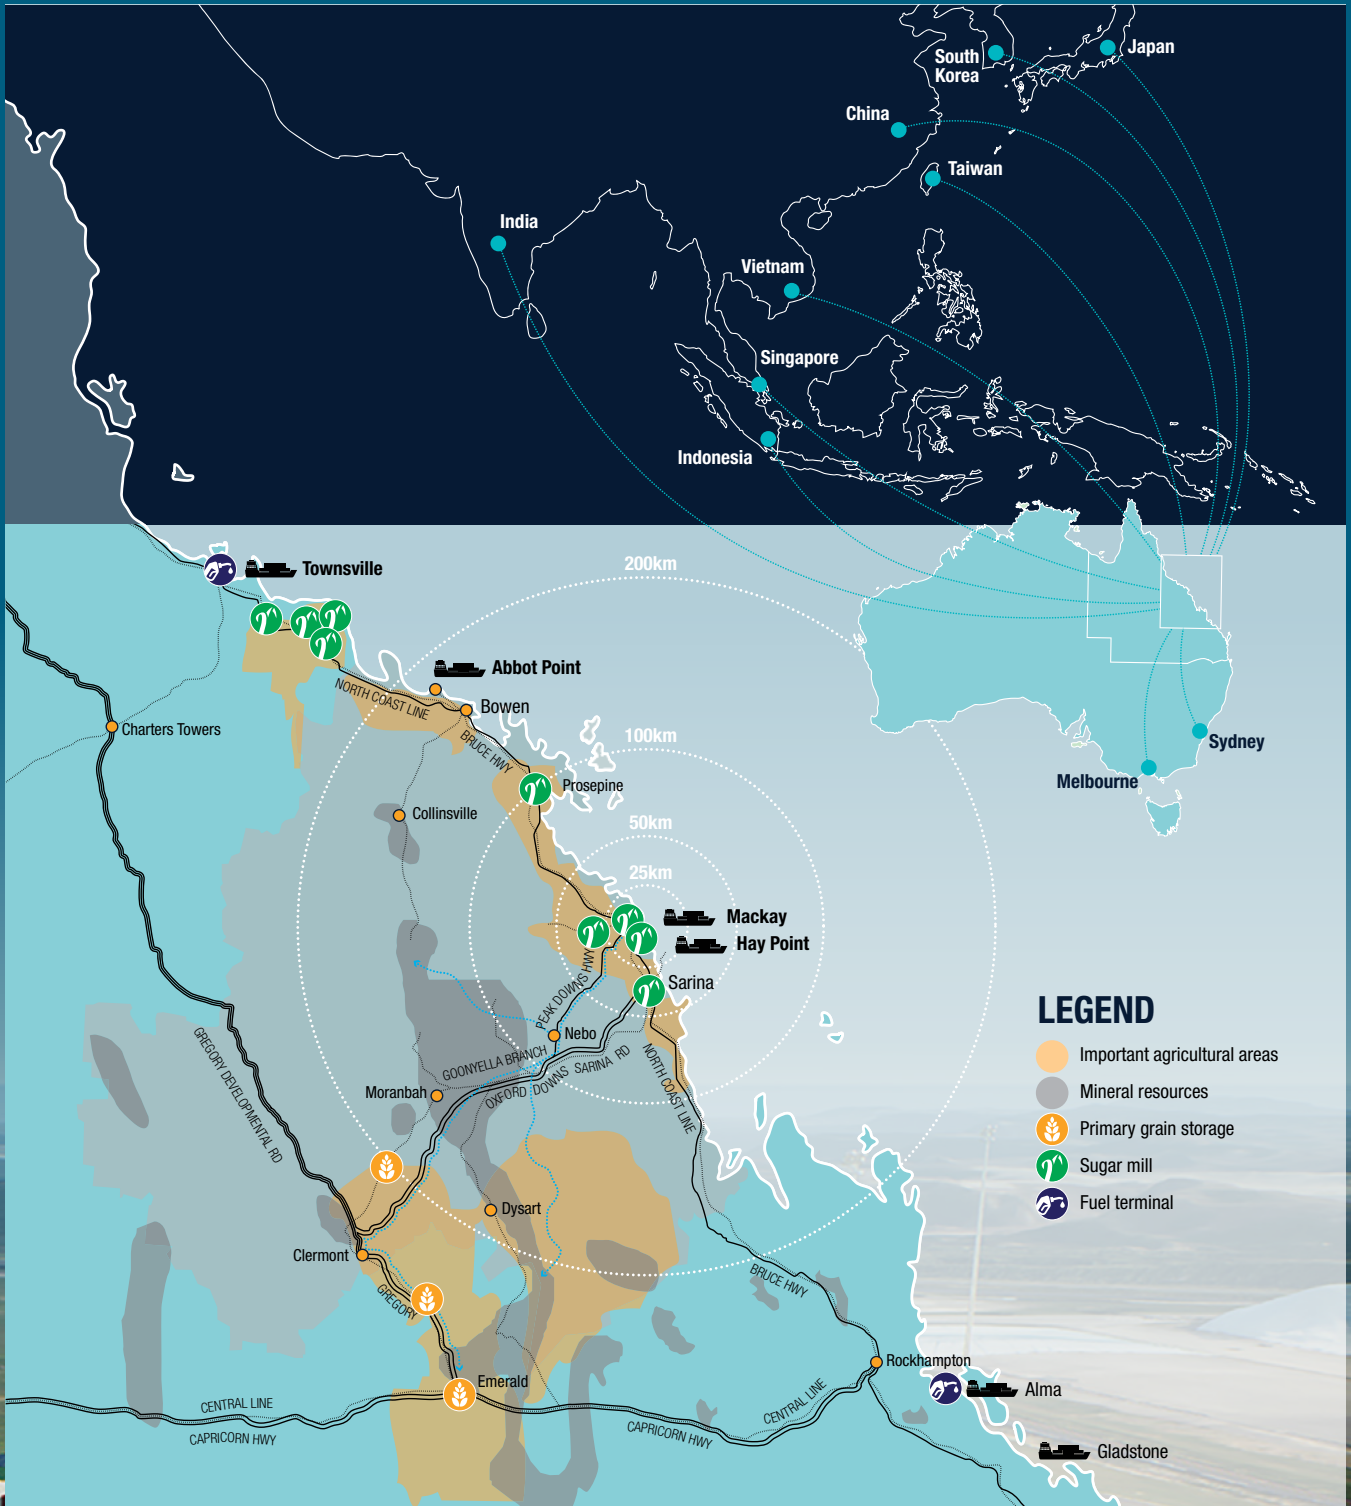 South
Korea
Japan
China
Taiwan
India
Vietnam
Singapore
Indonesia
200km
Townsville
Abbot Point
NORTH COAST LINE
Bowen
Charters Towers
BRUCE HWY
100km
Sydney
Melbourne
Prosepine
Collinsville
50km
25km
Mackay
Hay Point
PEAK DOWNS HWY
Sarina
Nebo
GOONYELLA BRANCH
OXFORD DOWNS SARINA RD
NORTH COAST LINE
Moranbah
GREGORY DEVELOPMENTAL RD
LEGEND
Important agricultural areas
Mineral resources
Primary grain storage
Sugar mill
Fuel terminal
Dysart
Clermont
GREGORY
BRUCE HWY
Rockhampton
Emerald
Alma
CENTRAL LINE
CAPRICORN HWY
CENTRAL LINE
CAPRICORN HWY
Gladstone